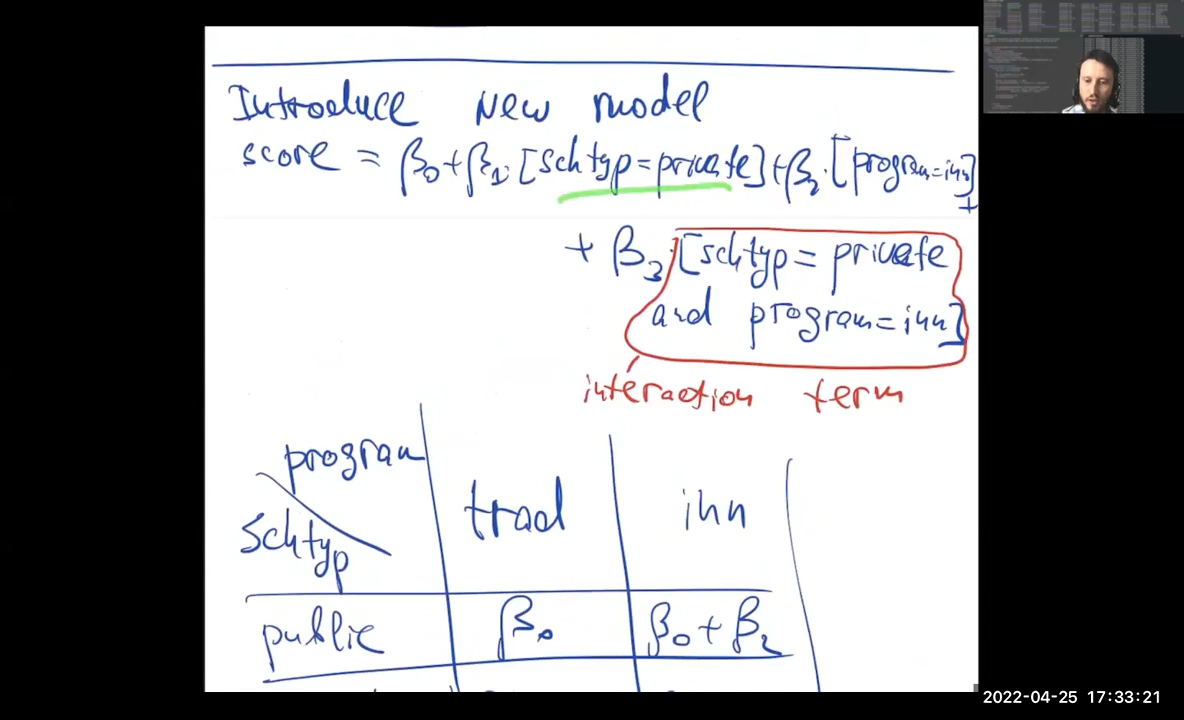 Introduce New model
score = β₀+β₁·[schtyp=private]+β₂·[program=inn]
+
+ β₃·[schtyp= private
and program=inn]
interaction term
program
schtyp
trad inn
public β₀ β₀+β₂
2022-04-25 17:33:21